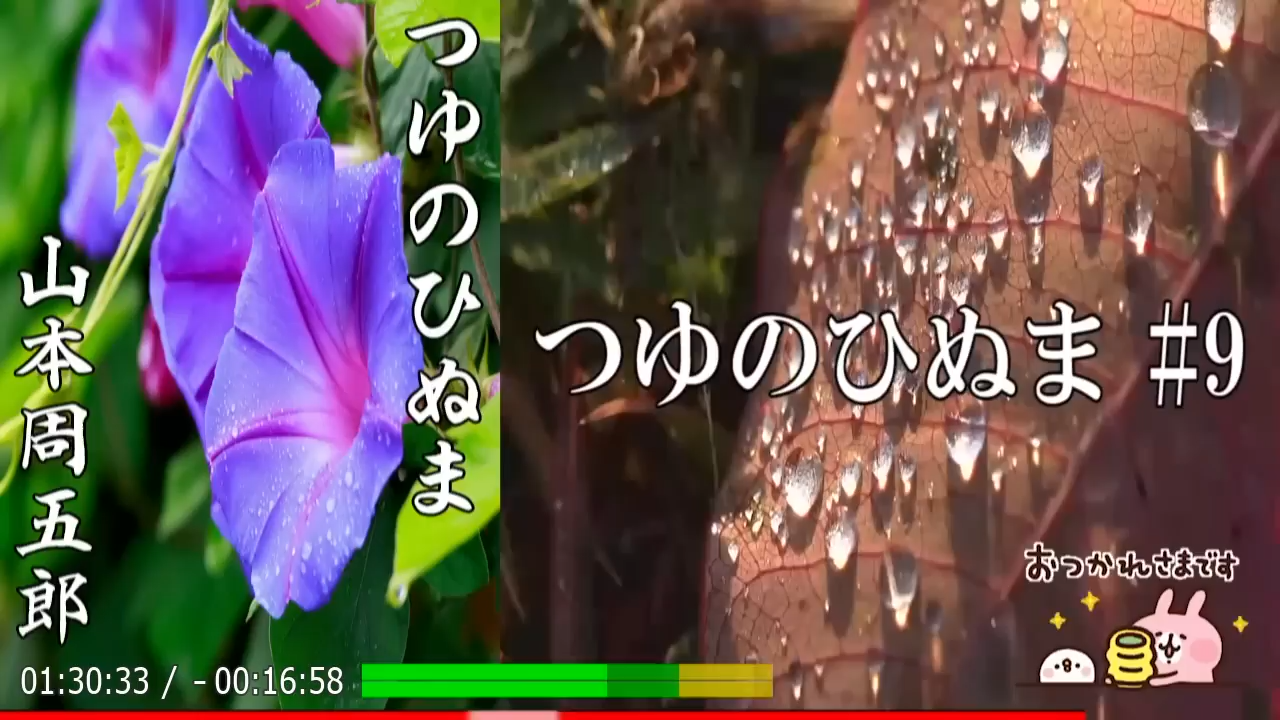 つゆのひぬま
山本周五郎
つゆのひぬま #9
おつかれさまです
01:30:33 / -00:16:58